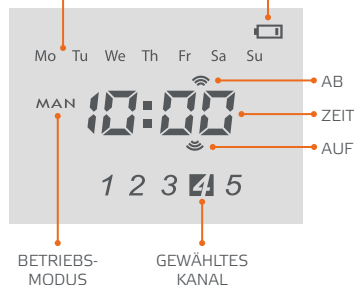 Mo Tu We Th Fr Sa Su
AB
MAN 10:00 ZEIT
AUF
1 2 3 4 5
BETRIEBS-
MODUS
GEWÄHLTES
KANAL